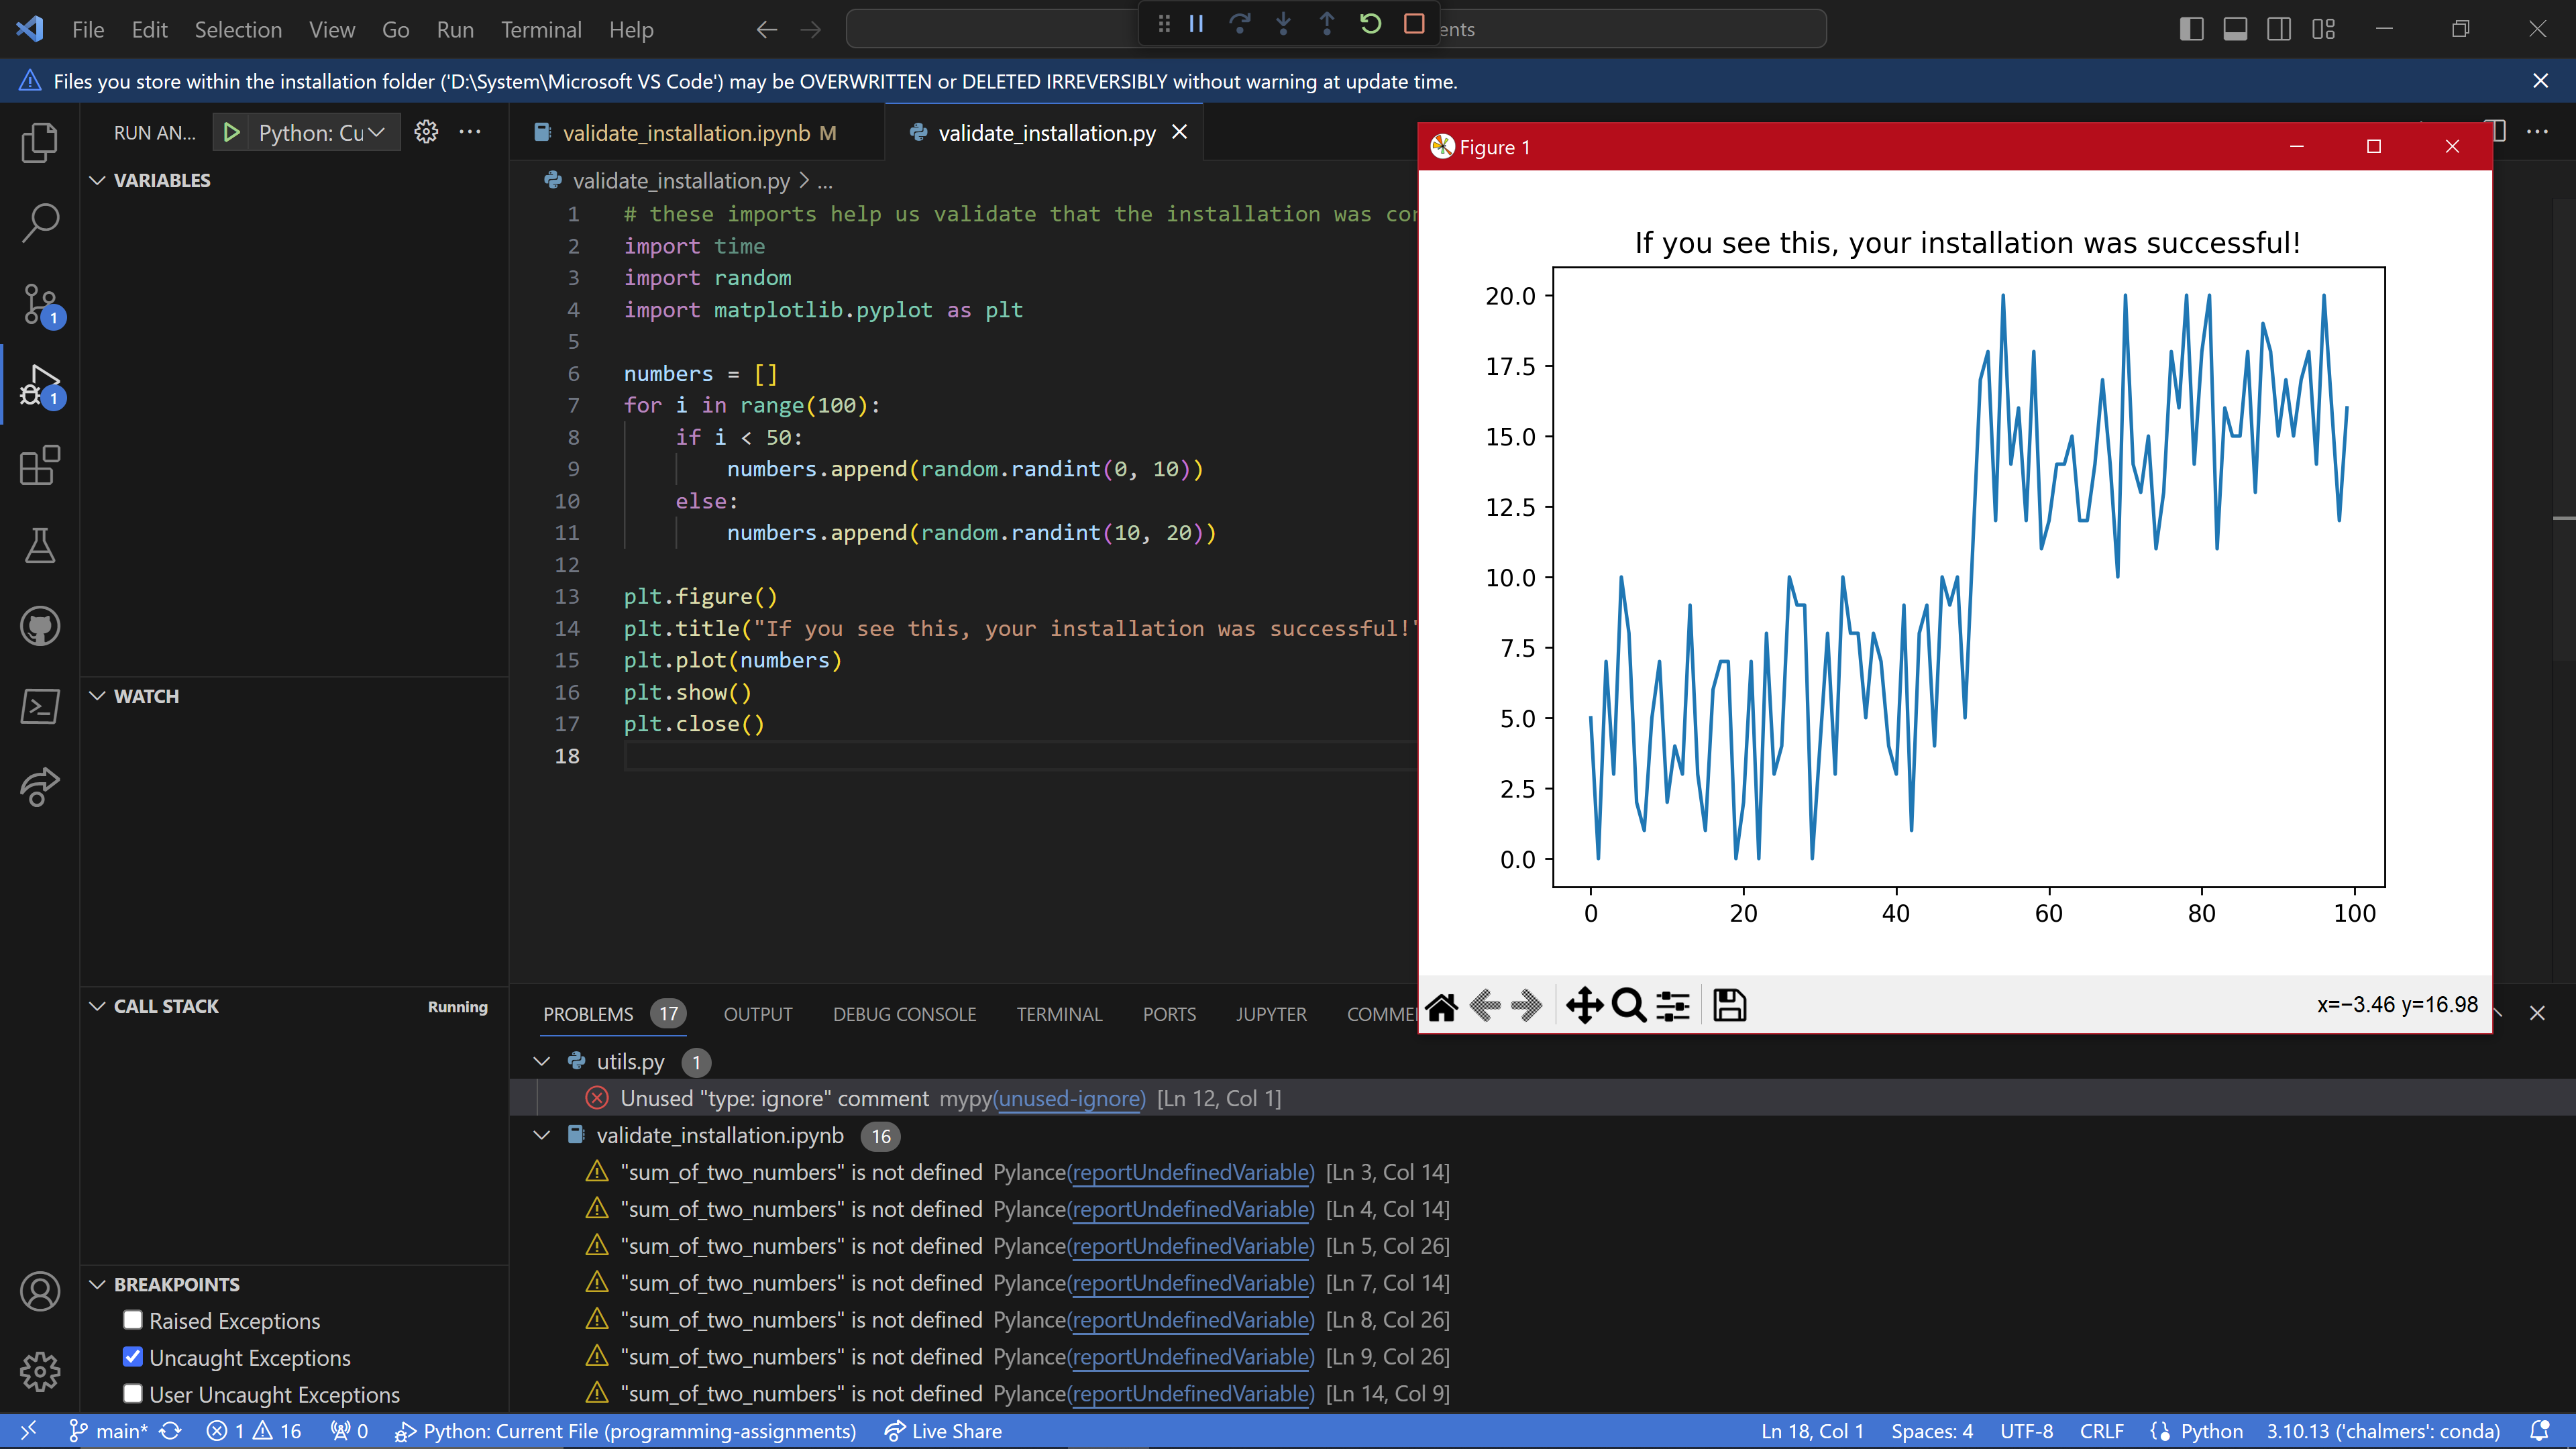 File Edit Selection View Go Run Terminal Help
ents
Files you store within the installation folder ('D:\System\Microsoft VS Code') may be OVERWRITTEN or DELETED IRREVERSIBLY without warning at update time.
RUN AN... Python: Cu
validate_installation.ipynb M
validate_installation.py
validate_installation.py > ...
VARIABLES
1 # these imports help us validate that the installation was cor
2 import time
3 import random
4 import matplotlib.pyplot as plt
5
6 numbers = []
7 for i in range(100):
8 if i < 50:
9 numbers.append(random.randint(0, 10))
10 else:
11 numbers.append(random.randint(10, 20))
12
13 plt.figure()
14 plt.title("If you see this, your installation was successful!"
15 plt.plot(numbers)
16 plt.show()
17 plt.close()
18
Figure 1
If you see this, your installation was successful!
20.0
17.5
15.0
12.5
10.0
7.5
5.0
2.5
0.0
0 20 40 60 80 100
x=−3.46 y=16.98
WATCH
CALL STACK Running
BREAKPOINTS
Raised Exceptions
Uncaught Exceptions
User Uncaught Exceptions
1
1
PROBLEMS 17 OUTPUT DEBUG CONSOLE TERMINAL PORTS JUPYTER COMME
utils.py 1
Unused "type: ignore" comment mypy(unused-ignore) [Ln 12, Col 1]
validate_installation.ipynb 16
"sum_of_two_numbers" is not defined Pylance(reportUndefinedVariable) [Ln 3, Col 14]
"sum_of_two_numbers" is not defined Pylance(reportUndefinedVariable) [Ln 4, Col 14]
"sum_of_two_numbers" is not defined Pylance(reportUndefinedVariable) [Ln 5, Col 26]
"sum_of_two_numbers" is not defined Pylance(reportUndefinedVariable) [Ln 7, Col 14]
"sum_of_two_numbers" is not defined Pylance(reportUndefinedVariable) [Ln 8, Col 26]
"sum_of_two_numbers" is not defined Pylance(reportUndefinedVariable) [Ln 9, Col 26]
"sum_of_two_numbers" is not defined Pylance(reportUndefinedVariable) [Ln 14, Col 9]
main* 1 16 0 Python: Current File (programming-assignments) Live Share Ln 18, Col 1 Spaces: 4 UTF-8 CRLF Python 3.10.13 ('chalmers': conda)